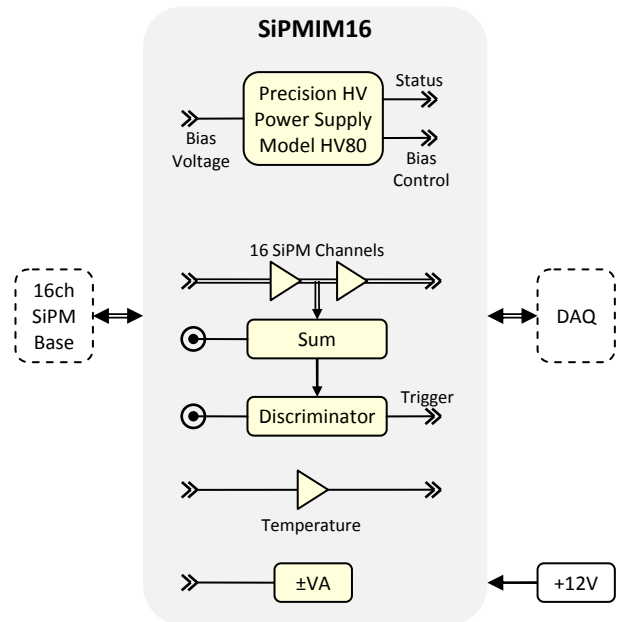 SiPMIM16
Precision HV
Power Supply
Model HV80
Status
Bias
Voltage
Bias
Control
16 SiPM Channels
16ch
SiPM
Base
DAQ
Sum
Discriminator
Trigger
Temperature
±VA
+12V